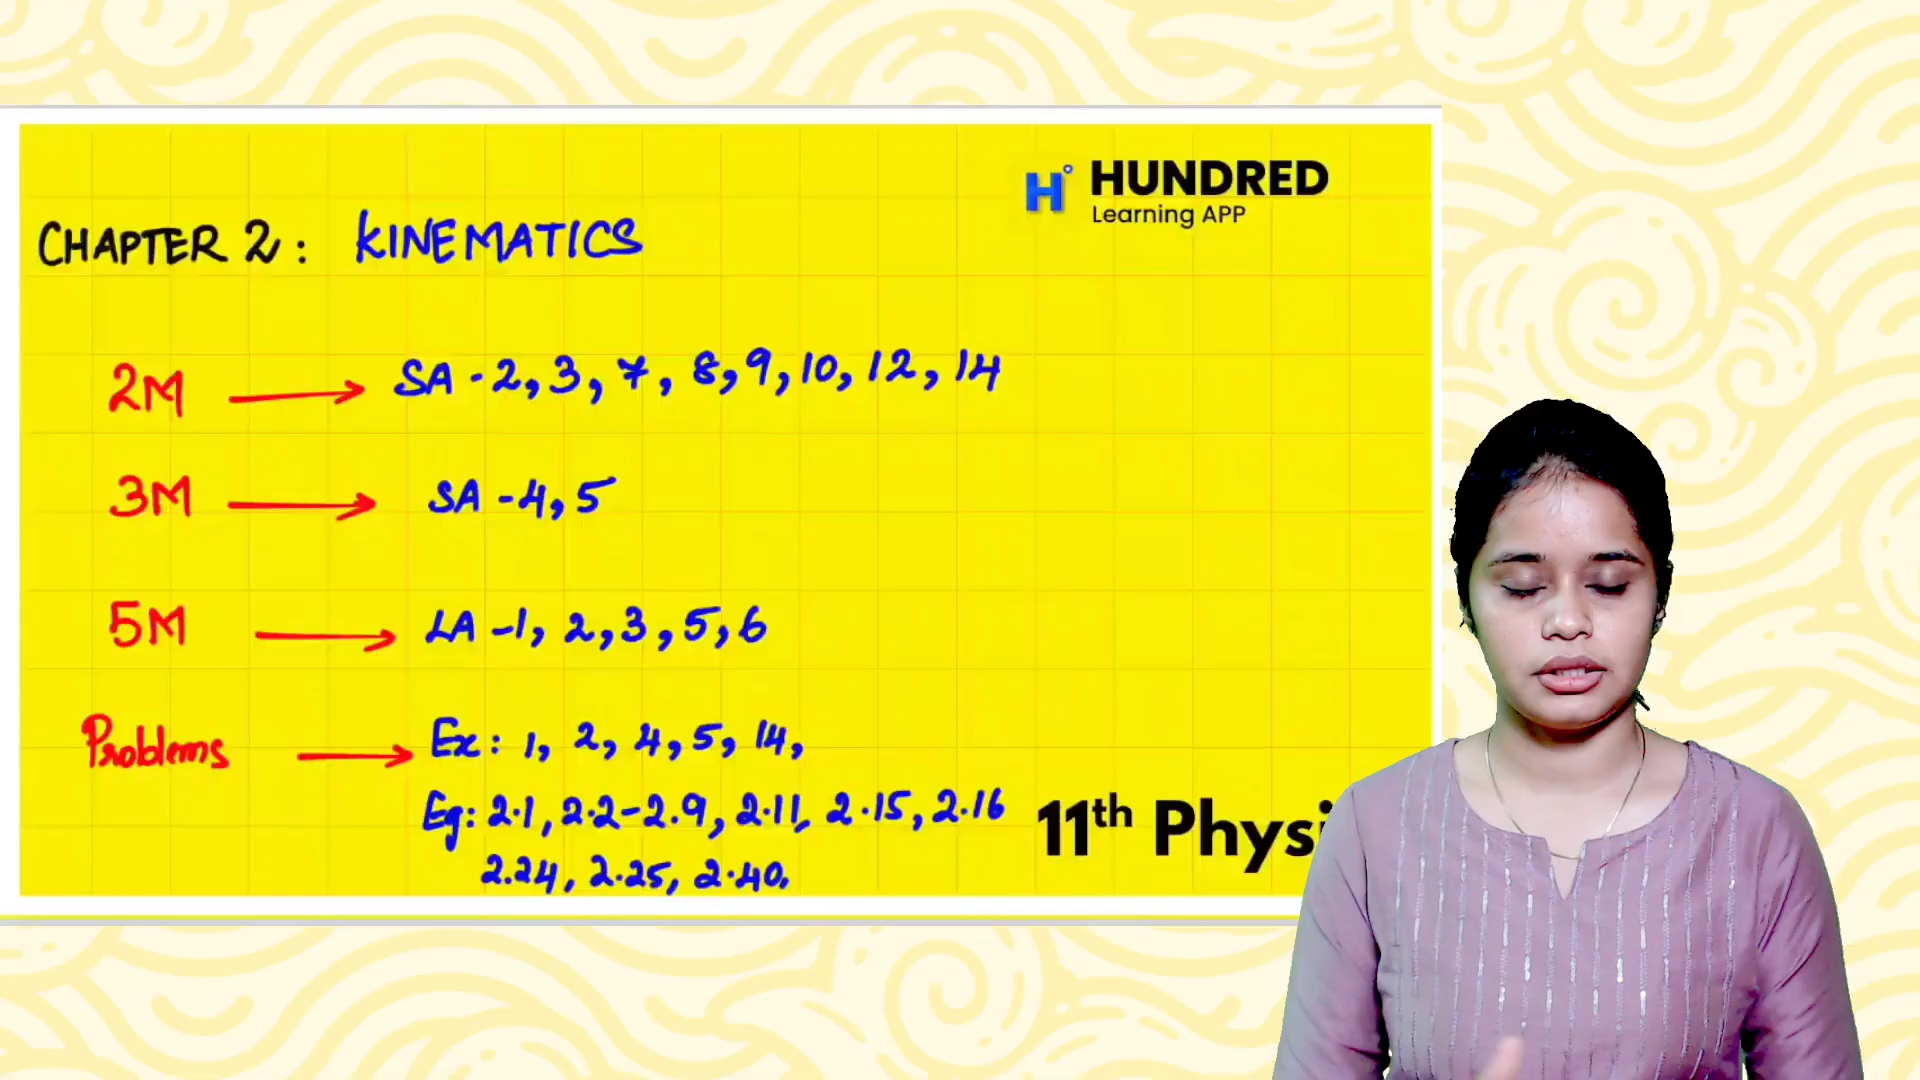 HUNDRED
Learning APP
CHAPTER 2: KINEMATICS
2M → SA - 2, 3, 7, 8, 9, 10, 12, 14
3M → SA - 4, 5
5M → LA - 1, 2, 3, 5, 6
Problems → Ex: 1, 2, 4, 5, 14,
Eg: 2.1, 2.2-2.9, 2.11, 2.15, 2.16
2.24, 2.25, 2.40.
11th Physi